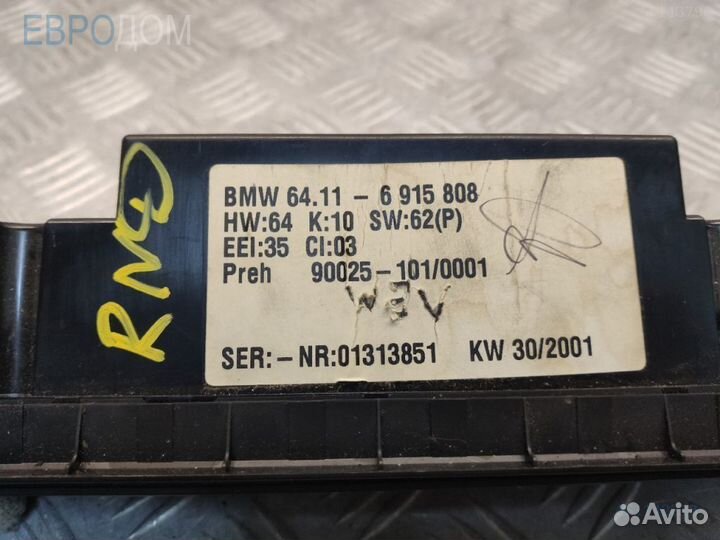 ЕВРОДОМ
BMW 64.11 - 6 915 808
HW:64 K:10 SW:62(P)
EEI:35 CI:03
Preh 90025-101/0001
SER:-NR:01313851 KW 30/2001
Avito